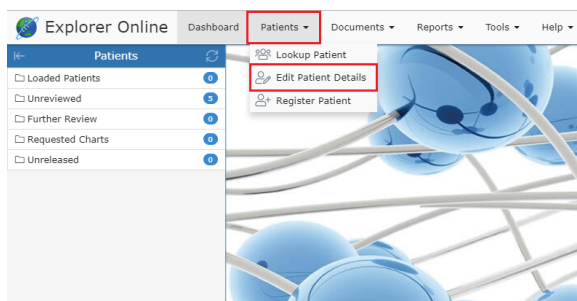 Explorer Online Dashboard Patients Documents Reports Tools Help
Patients
Loaded Patients 0
Unreviewed 5
Further Review 0
Requested Charts 0
Unreleased 0
Lookup Patient
Edit Patient Details
Register Patient